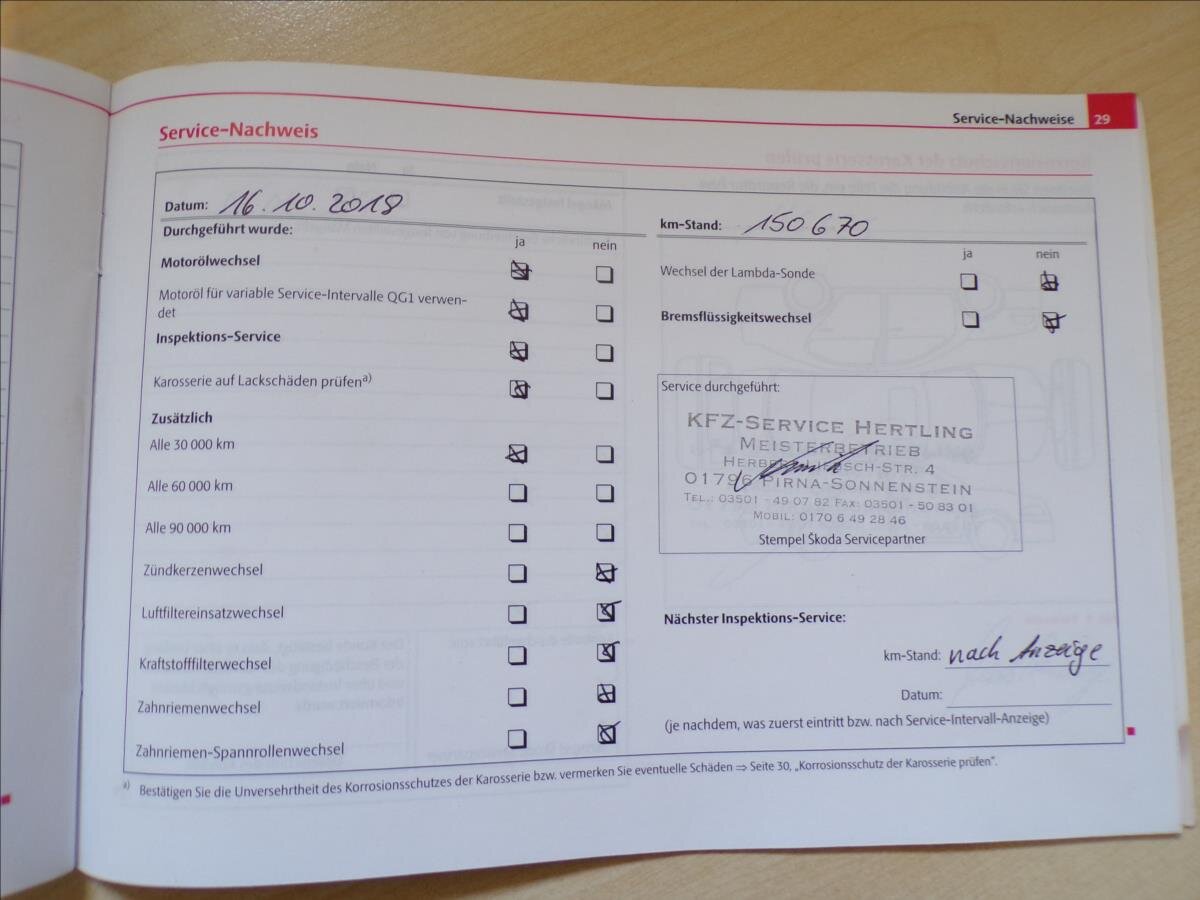 Service-Nachweise 29
Service-Nachweis
Datum: 16.10.2018
Durchgeführt wurde:
ja nein
Motorölwechsel
Motoröl für variable Service-Intervalle QG1 verwen-
det
Inspektions-Service
Karosserie auf Lackschäden prüfen a)
Zusätzlich
Alle 30 000 km
Alle 60 000 km
Alle 90 000 km
Zündkerzenwechsel
Luftfiltereinsatzwechsel
Kraftstofffilterwechsel
Zahnriemenwechsel
Zahnriemen-Spannrollenwechsel
km-Stand: 150670
ja nein
Wechsel der Lambda-Sonde
Bremsflüssigkeitswechsel
Service durchgeführt:
KFZ-Service Hertling
Meisterbetrieb
-Str. 4
01796 Pirna-Sonnenstein
Tel.: 03501 - 49 07 82 Fax: 03501 - 50 83 01
Mobil: 0170 6 49 28 46
Stempel Škoda Servicepartner
Nächster Inspektions-Service:
km-Stand: nach Anzeige
Datum:
(je nachdem, was zuerst eintritt bzw. nach Service-Intervall-Anzeige)
a) Bestätigen Sie die Unversehrtheit des Korrosionsschutzes der Karosserie bzw. vermerken Sie eventuelle Schäden ⇒ Seite 30, „Korrosionsschutz der Karosserie prüfen“.